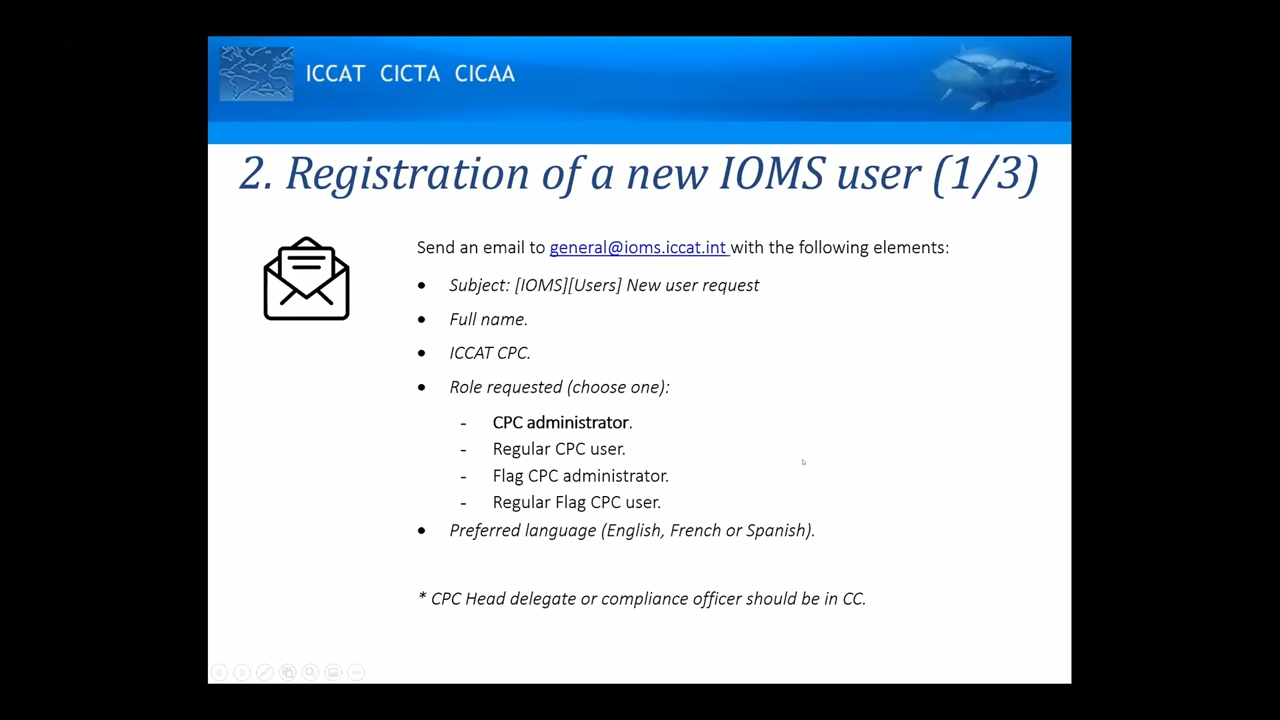 ICCAT CICTA CICAA
2. Registration of a new IOMS user (1/3)
Send an email to general@ioms.iccat.int with the following elements:
• Subject: [IOMS][Users] New user request
• Full name.
• ICCAT CPC.
• Role requested (choose one):
- CPC administrator.
- Regular CPC user.
- Flag CPC administrator.
- Regular Flag CPC user.
• Preferred language (English, French or Spanish).
* CPC Head delegate or compliance officer should be in CC.